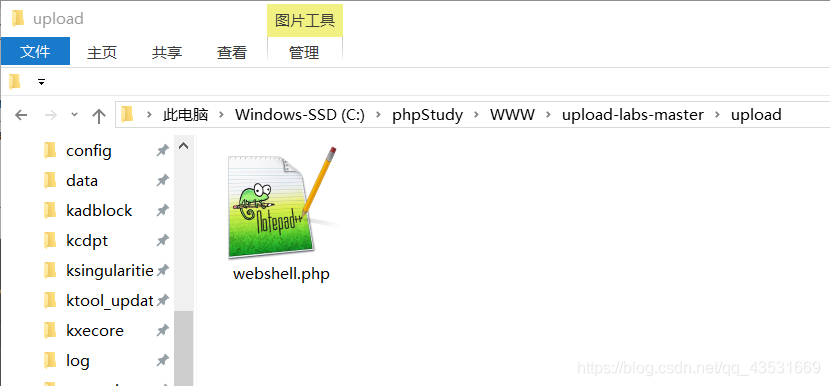 upload
图片工具
文件 主页 共享 查看 管理
此电脑 > Windows-SSD (C:) > phpStudy > WWW > upload-labs-master > upload
config
data
kadblock
kcdpt
ksingularitie
ktool_updat
kxecore
log
Notepad++
webshell.php
https://blog.csdn.net/qq_43531669